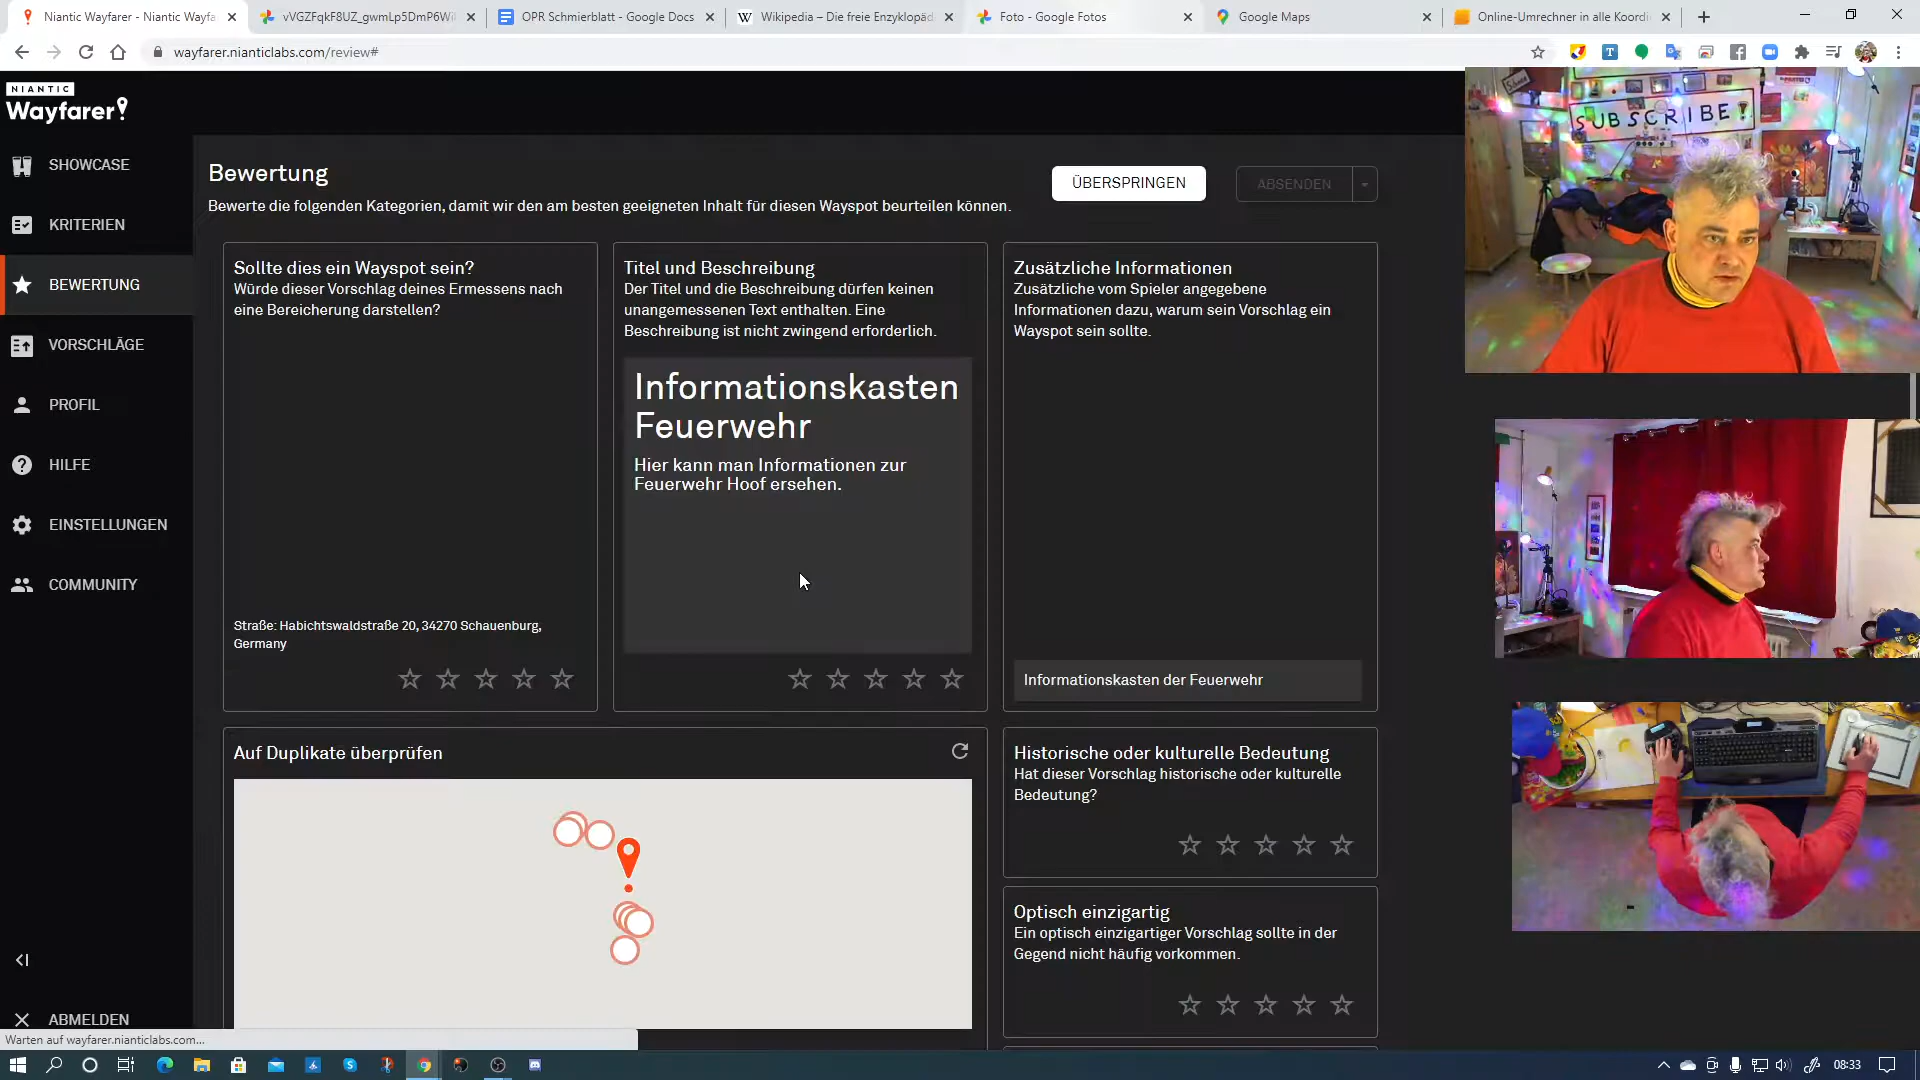 Niantic Wayfarer - Niantic Wayfa
vVGZFqkF8UZ_gwmLp5DmP6Wi
OPR Schmierblatt - Google Docs
Wikipedia – Die freie Enzyklopäd
Foto - Google Fotos
Google Maps
Online-Umrechner in alle Koordi
wayfarer.nianticlabs.com/review#
NIANTIC
Wayfarer
SHOWCASE
KRITERIEN
BEWERTUNG
VORSCHLÄGE
PROFIL
HILFE
EINSTELLUNGEN
COMMUNITY
ABMELDEN
Bewertung
Bewerte die folgenden Kategorien, damit wir den am besten geeigneten Inhalt für diesen Wayspot beurteilen können.
ÜBERSPRINGEN
ABSENDEN
Sollte dies ein Wayspot sein?
Würde dieser Vorschlag deines Ermessens nach
eine Bereicherung darstellen?
Straße: Habichtswaldstraße 20, 34270 Schauenburg,
Germany
Titel und Beschreibung
Der Titel und die Beschreibung dürfen keinen
unangemessenen Text enthalten. Eine
Beschreibung ist nicht zwingend erforderlich.
Informationskasten
Feuerwehr
Hier kann man Informationen zur
Feuerwehr Hoof ersehen.
Zusätzliche Informationen
Zusätzliche vom Spieler angegebene
Informationen dazu, warum sein Vorschlag ein
Wayspot sein sollte.
Informationskasten der Feuerwehr
Auf Duplikate überprüfen
Historische oder kulturelle Bedeutung
Hat dieser Vorschlag historische oder kulturelle
Bedeutung?
Optisch einzigartig
Ein optisch einzigartiger Vorschlag sollte in der
Gegend nicht häufig vorkommen.
SUBSCRIBE!
Warten auf wayfarer.nianticlabs.com...
08:33